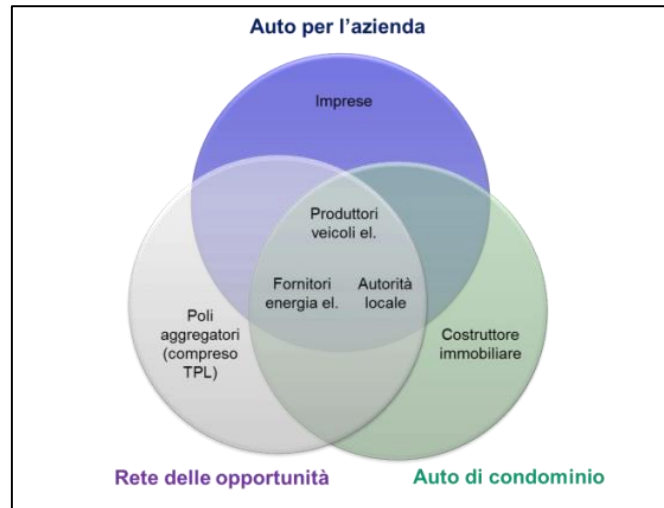 Auto per l’azienda
Imprese
Produttori
veicoli el.
Fornitori
energia el.
Autorità
locale
Poli
aggregatori
(compreso
TPL)
Costruttore
immobiliare
Rete delle opportunità
Auto di condominio